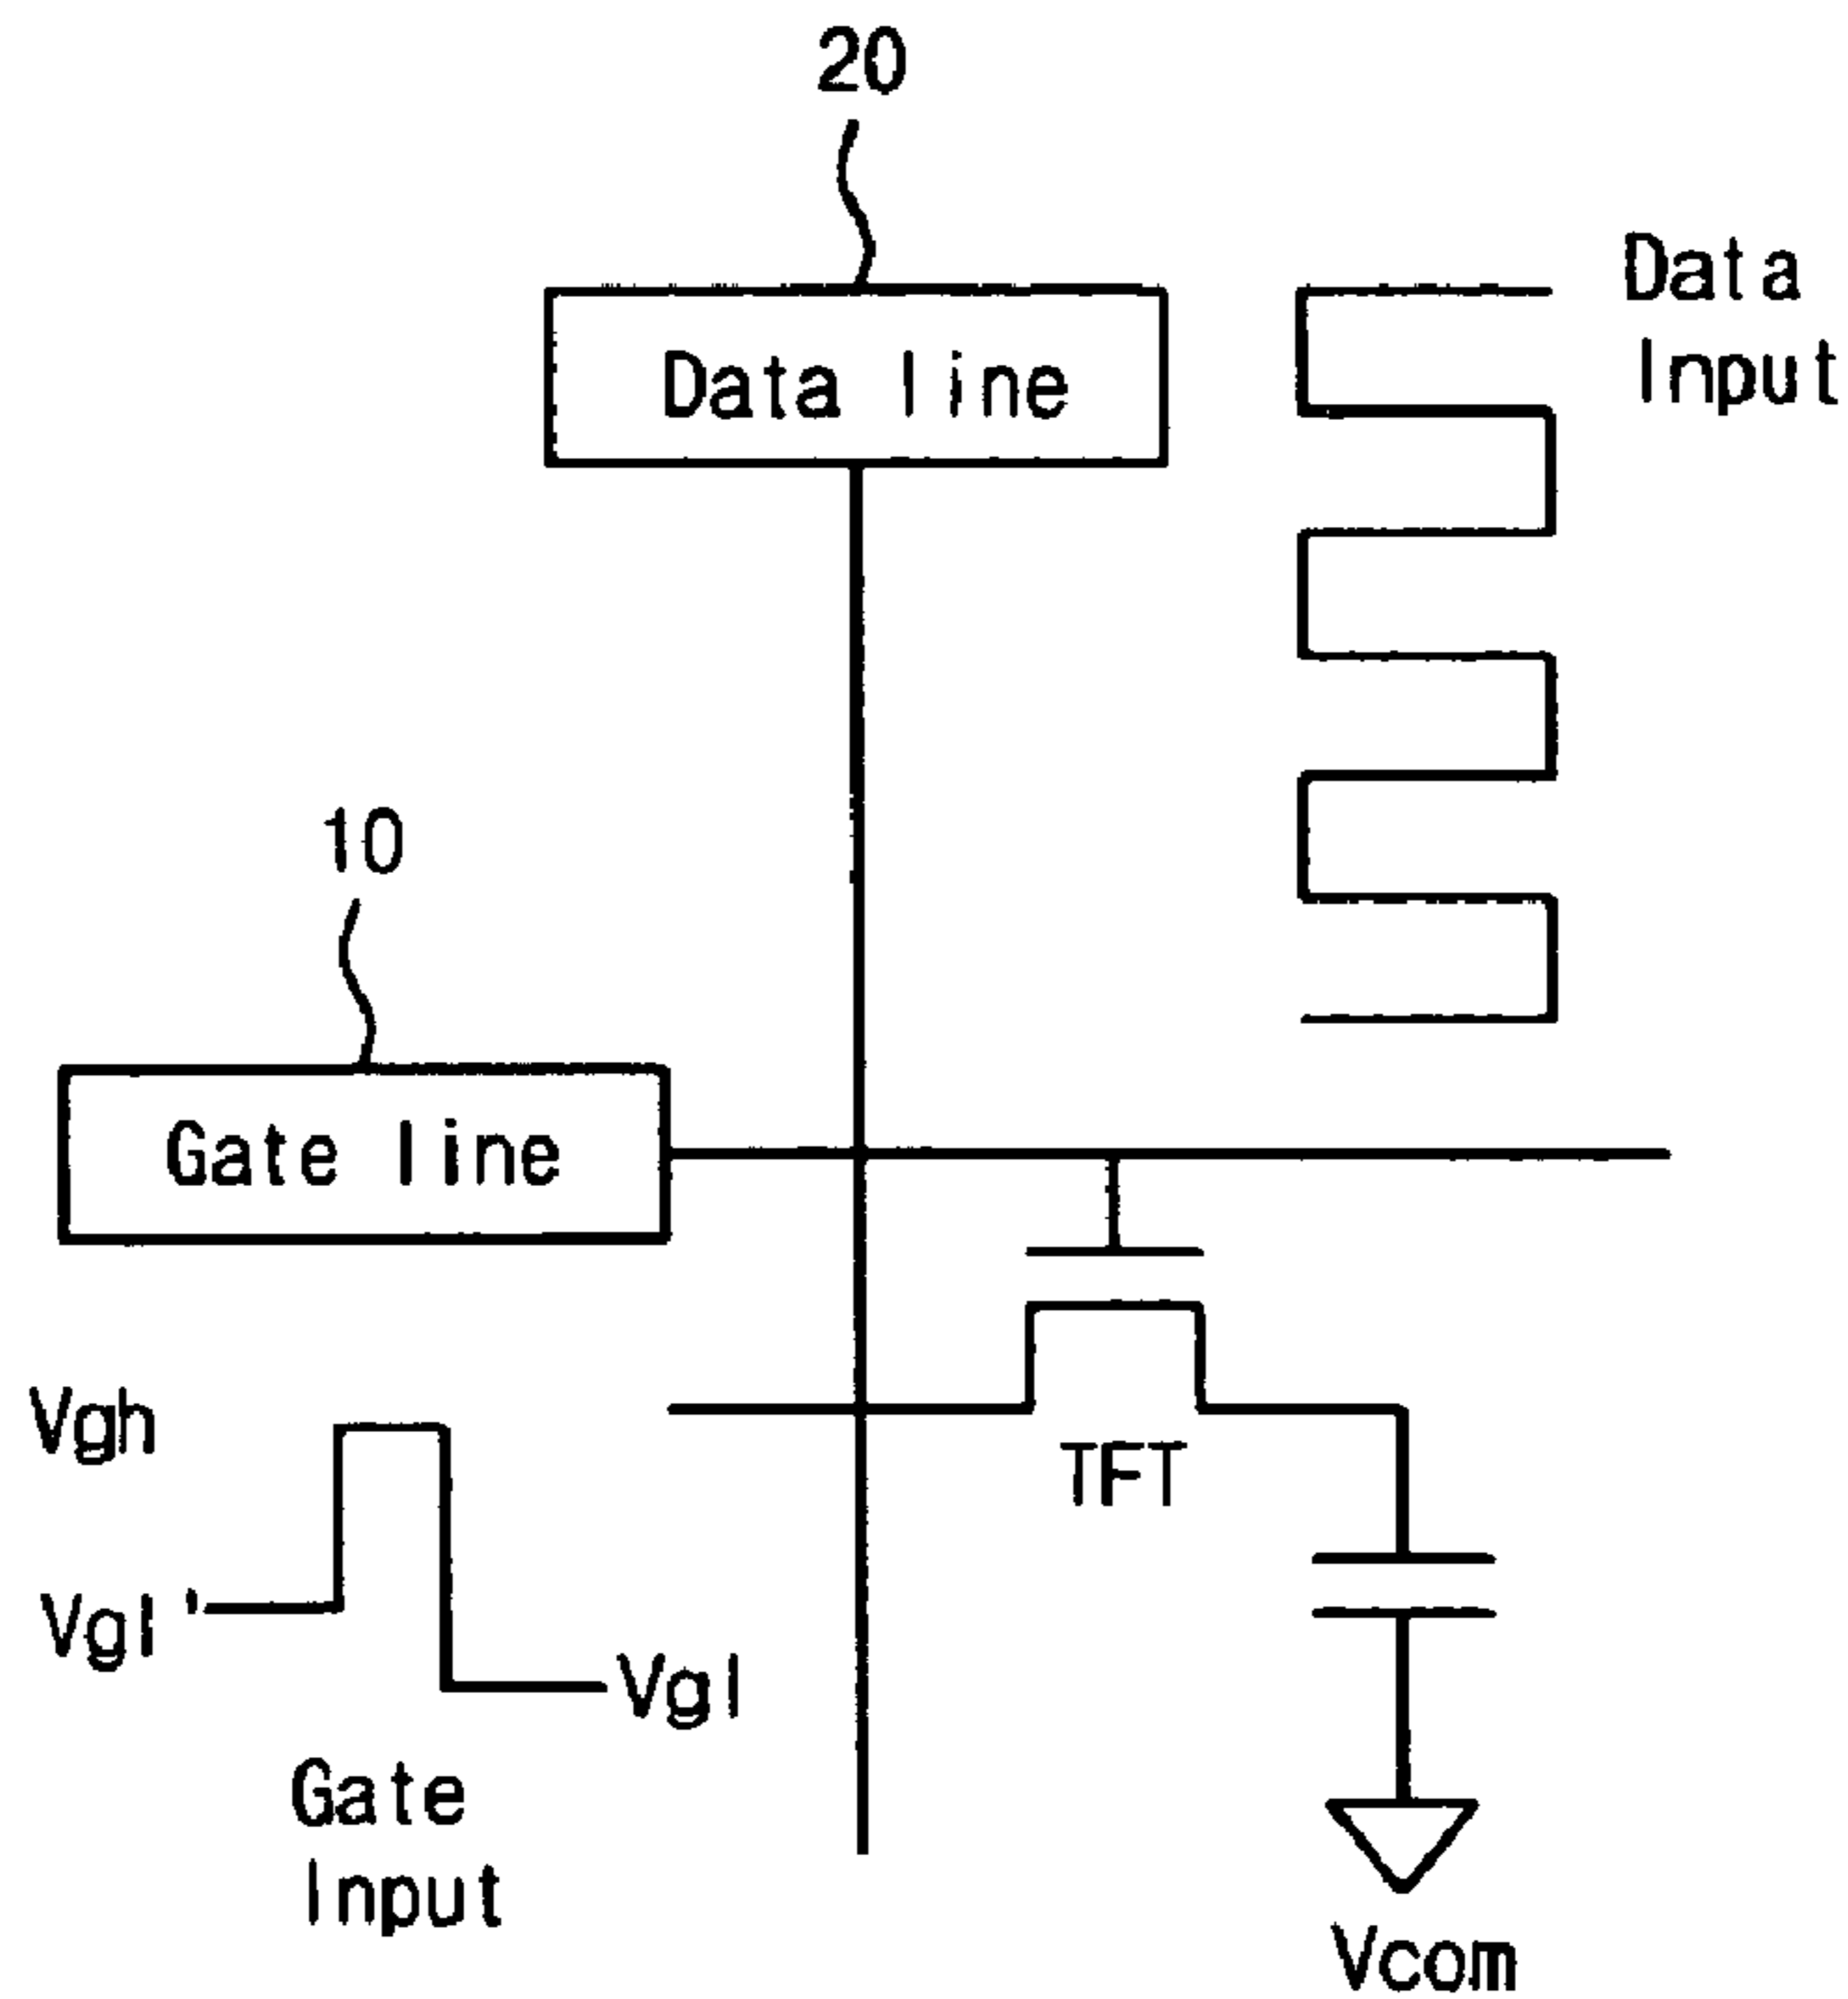 20
Data line
Data
Input
10
Gate line
Vgh
TFT
Vgl '
Vgl
Gate
Input
Vcom